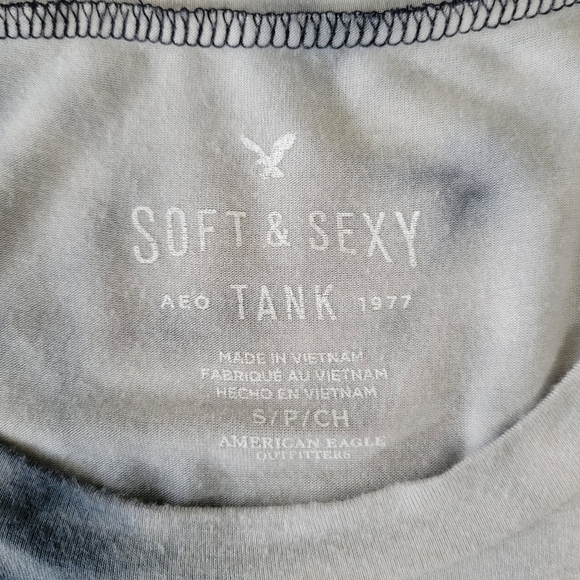 SOFT & SEXY
AEO TANK 1977
MADE IN VIETNAM
FABRIQUÉ AU VIETNAM
HECHO EN VIETNAM
S/P/CH
AMERICAN EAGLE
OUTFITTERS